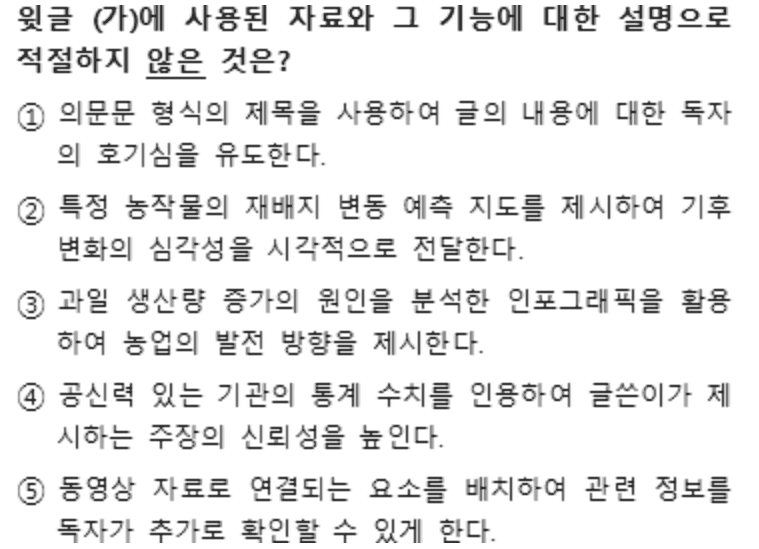 윗글 (가)에 사용된 자료와 그 기능에 대한 설명으로
적절하지 않은 것은?
① 의문문 형식의 제목을 사용하여 글의 내용에 대한 독자
의 호기심을 유도한다.
② 특정 농작물의 재배지 변동 예측 지도를 제시하여 기후
변화의 심각성을 시각적으로 전달한다.
③ 과일 생산량 증가의 원인을 분석한 인포그래픽을 활용
하여 농업의 발전 방향을 제시한다.
④ 공신력 있는 기관의 통계 수치를 인용하여 글쓴이가 제
시하는 주장의 신뢰성을 높인다.
⑤ 동영상 자료로 연결되는 요소를 배치하여 관련 정보를
독자가 추가로 확인할 수 있게 한다.